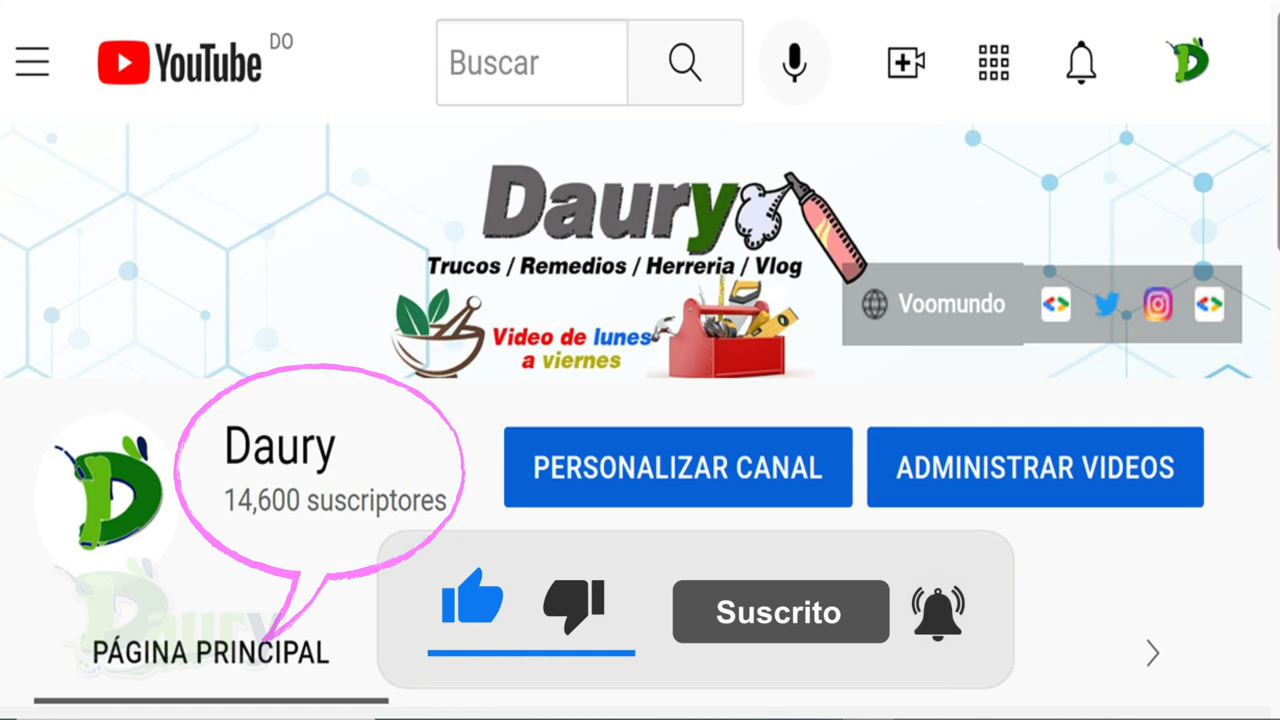 YouTube DO
Buscar
Daury
Trucos / Remedios / Herreria / Vlog
Video de lunes
a viernes
Voomundo
Daury
14,600 suscriptores
PERSONALIZAR CANAL
ADMINISTRAR VIDEOS
Daury
Suscrito
PÁGINA PRINCIPAL